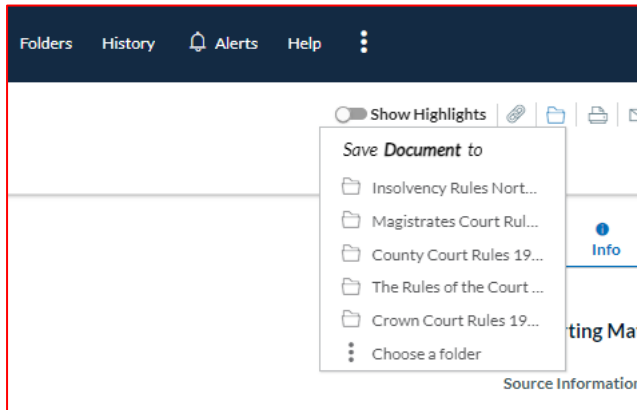 Folders History Alerts Help
Show Highlights
Save Document to
Insolvency Rules Nort...
Magistrates Court Rul...
County Court Rules 19...
The Rules of the Court ...
Crown Court Rules 19...
Choose a folder
Info
rting Ma
Source Information